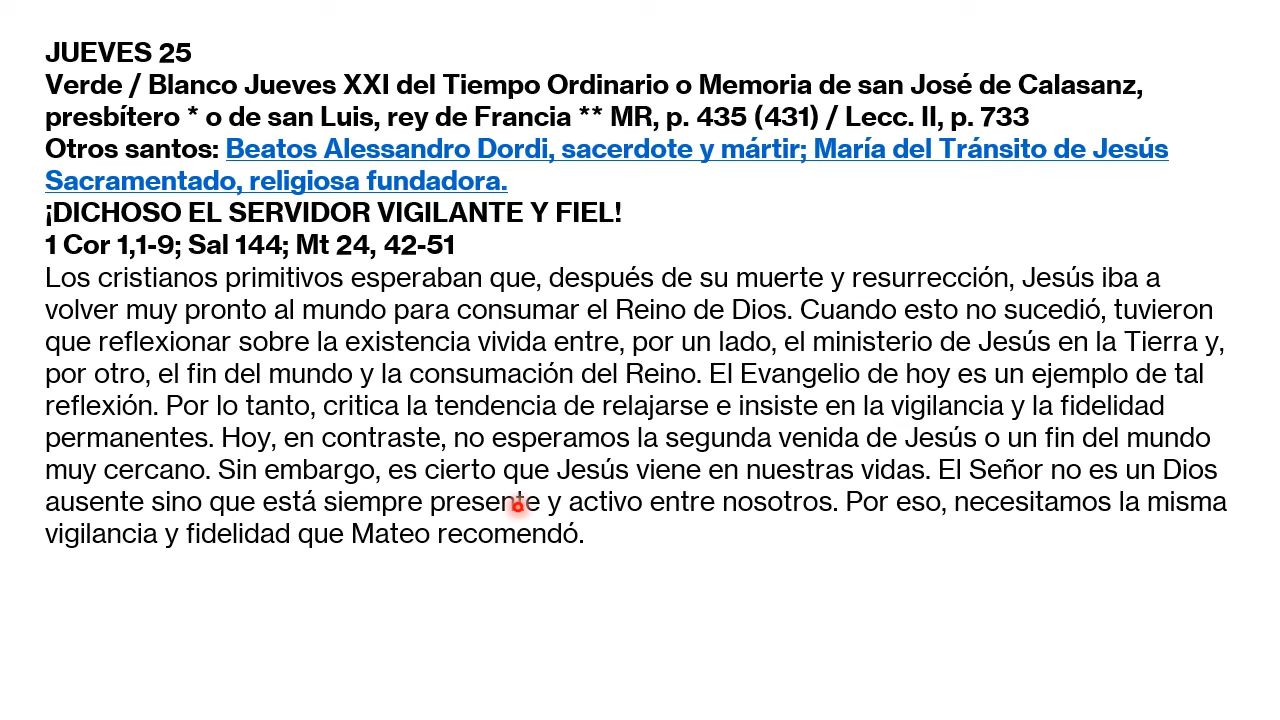 JUEVES 25
Verde / Blanco Jueves XXI del Tiempo Ordinario o Memoria de san José de Calasanz,
presbítero * o de san Luis, rey de Francia ** MR, p. 435 (431) / Lecc. II, p. 733
Otros santos: Beatos Alessandro Dordi, sacerdote y mártir; María del Tránsito de Jesús
Sacramentado, religiosa fundadora.
¡DICHOSO EL SERVIDOR VIGILANTE Y FIEL!
1 Cor 1,1-9; Sal 144; Mt 24, 42-51
Los cristianos primitivos esperaban que, después de su muerte y resurrección, Jesús iba a
volver muy pronto al mundo para consumar el Reino de Dios. Cuando esto no sucedió, tuvieron
que reflexionar sobre la existencia vivida entre, por un lado, el ministerio de Jesús en la Tierra y,
por otro, el fin del mundo y la consumación del Reino. El Evangelio de hoy es un ejemplo de tal
reflexión. Por lo tanto, critica la tendencia de relajarse e insiste en la vigilancia y la fidelidad
permanentes. Hoy, en contraste, no esperamos la segunda venida de Jesús o un fin del mundo
muy cercano. Sin embargo, es cierto que Jesús viene en nuestras vidas. El Señor no es un Dios
ausente sino que está siempre presente y activo entre nosotros. Por eso, necesitamos la misma
vigilancia y fidelidad que Mateo recomendó.